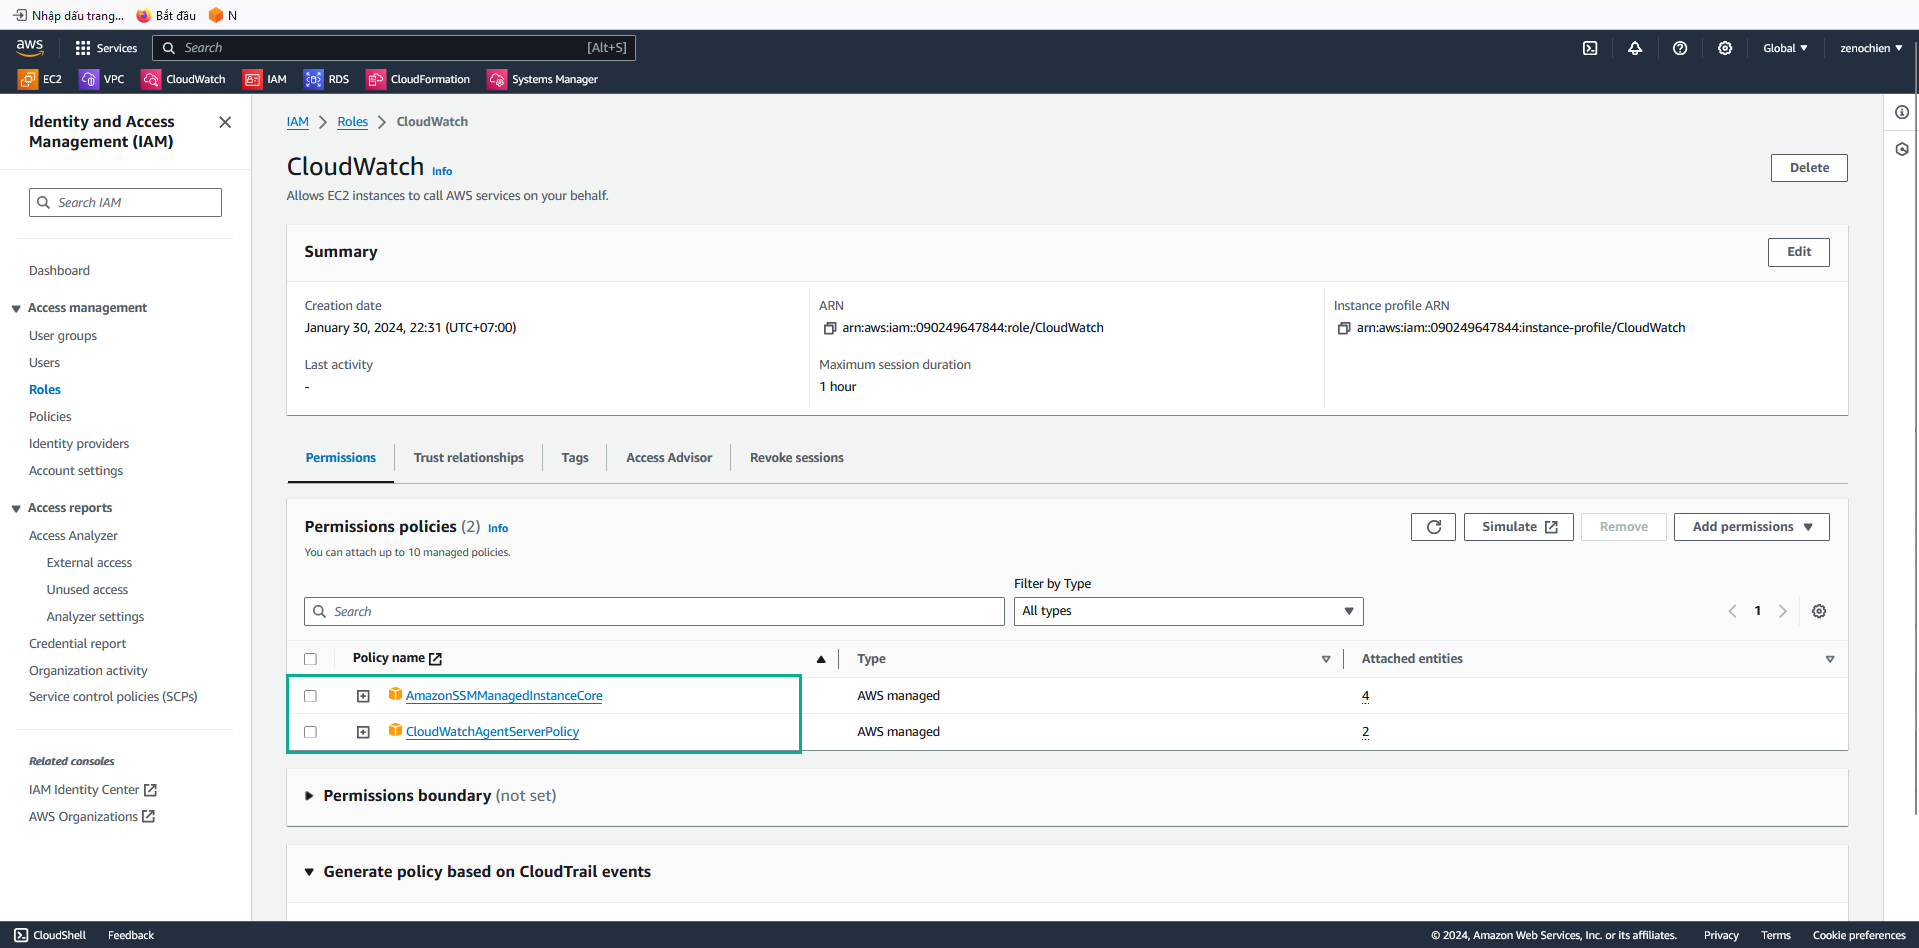 Nhập dấu trang... Bắt đầu N
aws Services Search [Alt+S] Global zenochien
EC2 VPC CloudWatch IAM RDS CloudFormation Systems Manager
Identity and Access
Management (IAM)
Search IAM
Dashboard
Access management
User groups
Users
Roles
Policies
Identity providers
Account settings
Access reports
Access Analyzer
External access
Unused access
Analyzer settings
Credential report
Organization activity
Service control policies (SCPs)
Related consoles
IAM Identity Center
AWS Organizations
IAM Roles CloudWatch
CloudWatch Info
Delete
Allows EC2 instances to call AWS services on your behalf.
Summary
Edit
Creation date
January 30, 2024, 22:31 (UTC+07:00)
Last activity
-
ARN
arn:aws:iam::090249647844:role/CloudWatch
Maximum session duration
1 hour
Instance profile ARN
arn:aws:iam::090249647844:instance-profile/CloudWatch
Permissions Trust relationships Tags Access Advisor Revoke sessions
Permissions policies (2) Info
You can attach up to 10 managed policies.
Simulate Remove Add permissions
Filter by Type
Search All types 1
Policy name Type Attached entities
AmazonSSMManagedInstanceCore AWS managed 4
CloudWatchAgentServerPolicy AWS managed 2
Permissions boundary (not set)
Generate policy based on CloudTrail events
CloudShell Feedback © 2024, Amazon Web Services, Inc. or its affiliates. Privacy Terms Cookie preferences